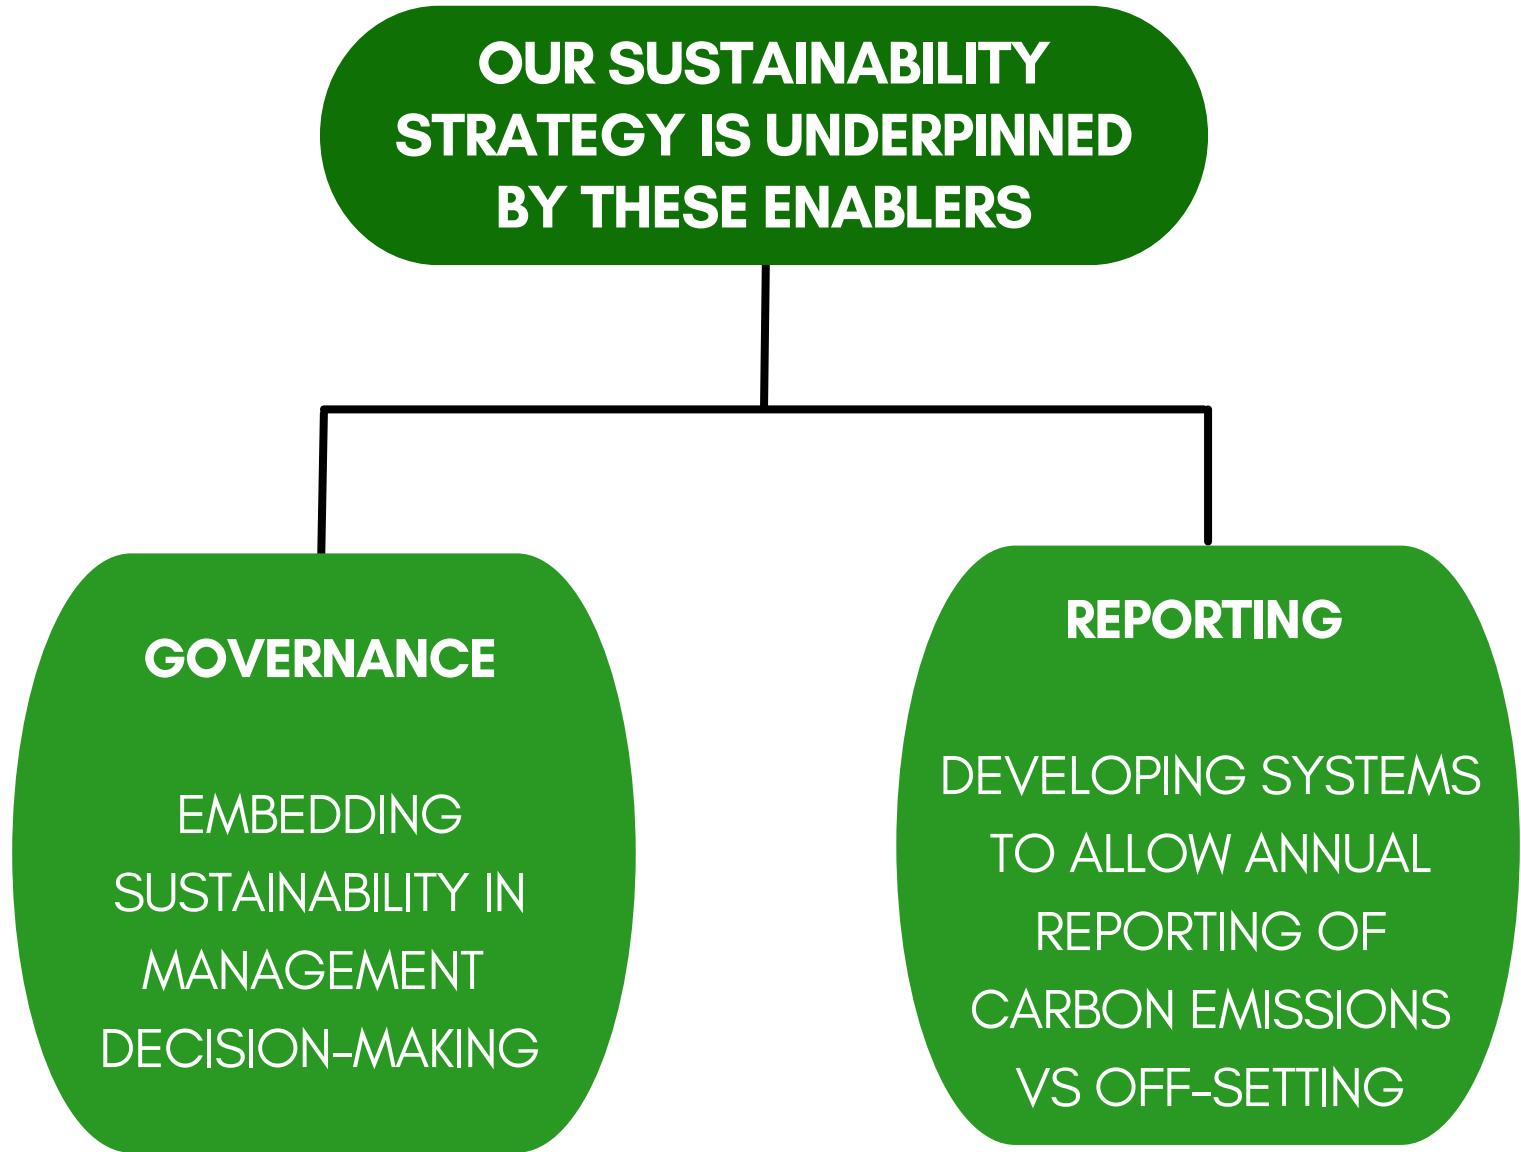 OUR SUSTAINABILITY
STRATEGY IS UNDERPINNED
BY THESE ENABLERS
GOVERNANCE
EMBEDDING
SUSTAINABILITY IN
MANAGEMENT
DECISION-MAKING
REPORTING
DEVELOPING SYSTEMS
TO ALLOW ANNUAL
REPORTING OF
CARBON EMISSIONS
VS OFF-SETTING